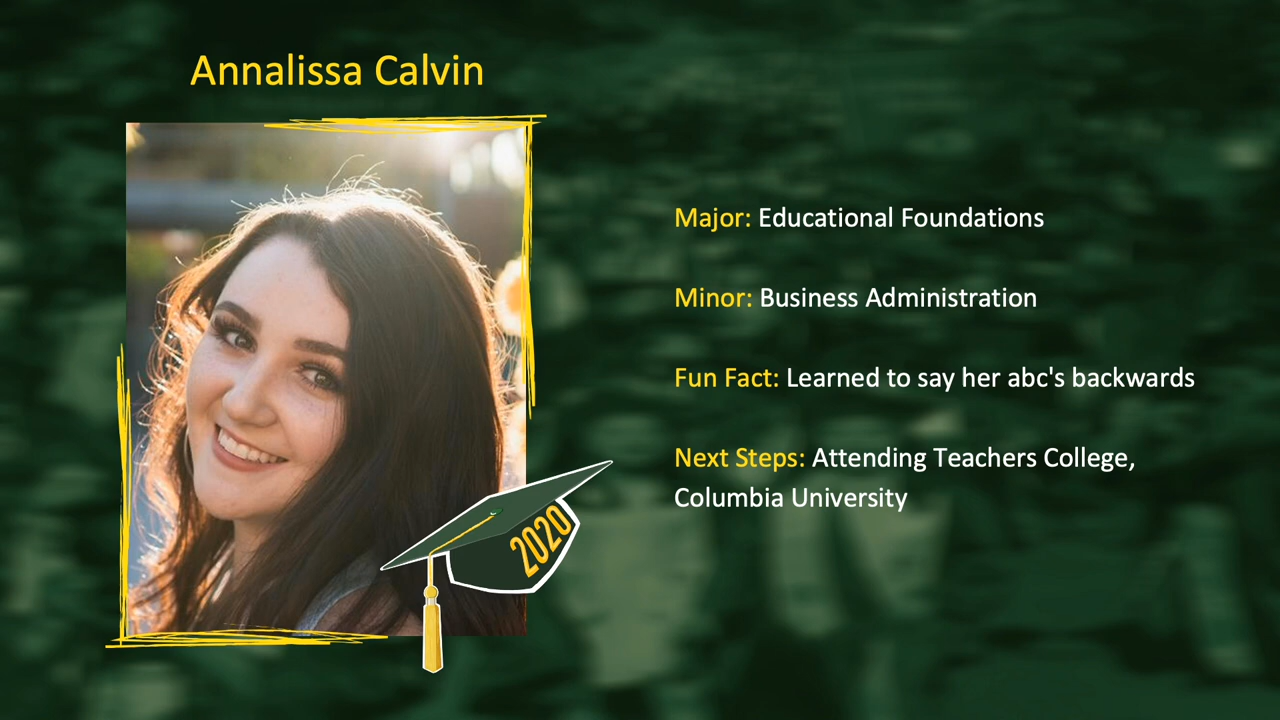 Annalissa Calvin
Major: Educational Foundations
Minor: Business Administration
Fun Fact: Learned to say her abc's backwards
Next Steps: Attending Teachers College,
Columbia University
2020